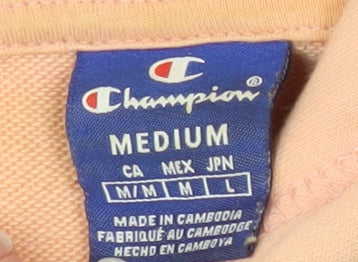 Champion®
MEDIUM
CA MEX JPN
M/M M L
MADE IN CAMBODIA
FABRIQUÉ AU CAMBODGE
HECHO EN CAMBOYA